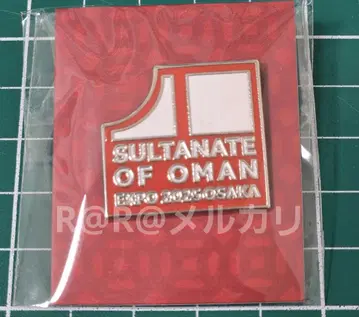 SULTANATE
OF OMAN
EXPO 2025 OSAKA
R@R@メルカリ